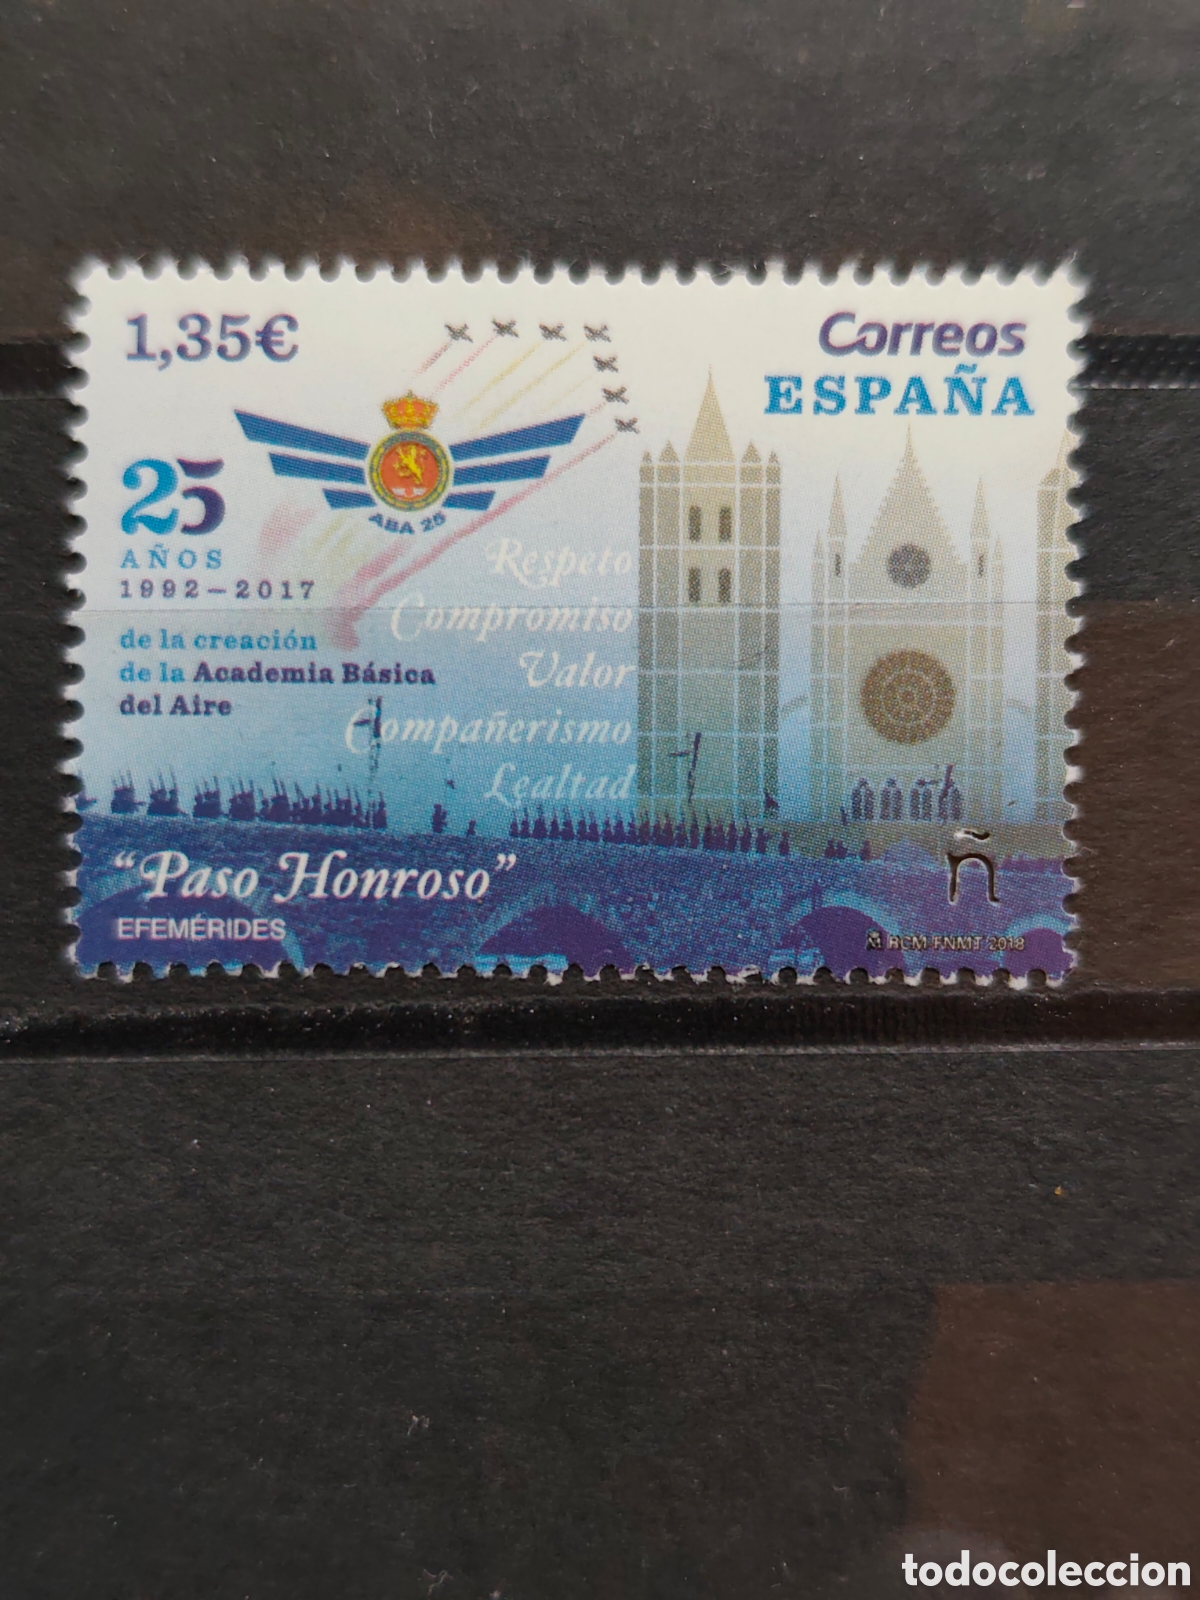 1,35€
Correos
ESPAÑA
25
AÑOS
1992–2017
de la creación
de la Academia Básica
del Aire
ABA 25
Respeto
Compromiso
Valor
Compañerismo
Lealtad
“Paso Honroso”
EFEMÉRIDES
ñ
RCM-FNMT 2018
todocoleccion